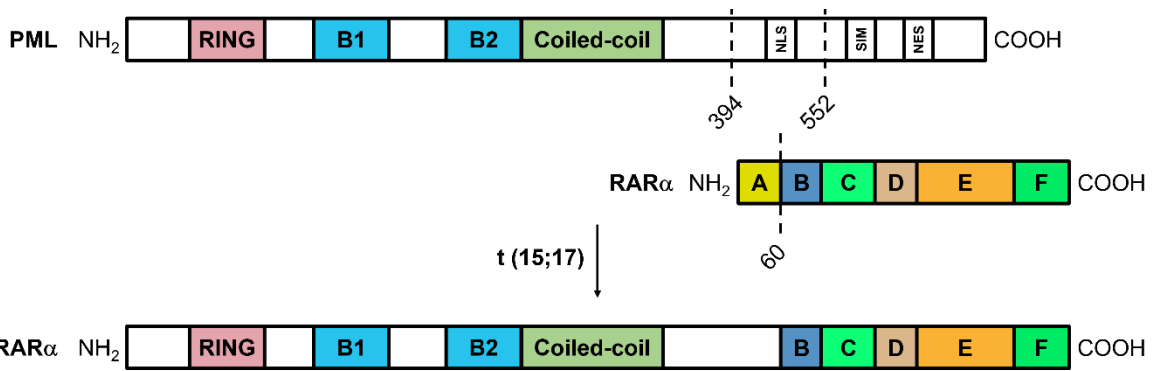 PML NH2 RING B1 B2 Coiled-coil NLS SIM NES COOH
394 552
RARα NH2 A B C D E F COOH
60
t (15;17)
RARα NH2 RING B1 B2 Coiled-coil B C D E F COOH